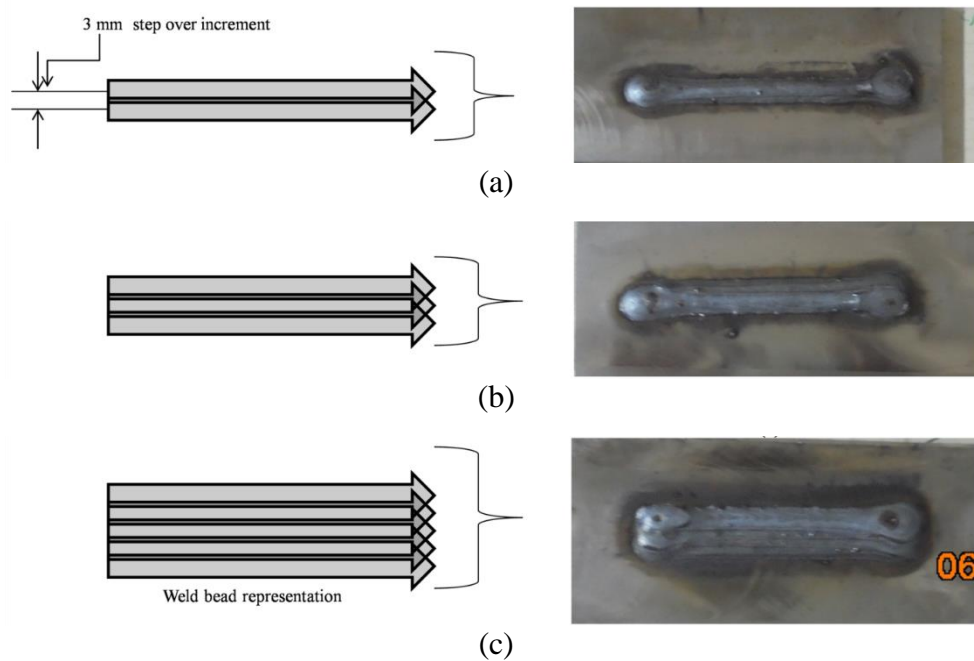 3 mm step over increment
(a)
(b)
06
Weld bead representation
(c)